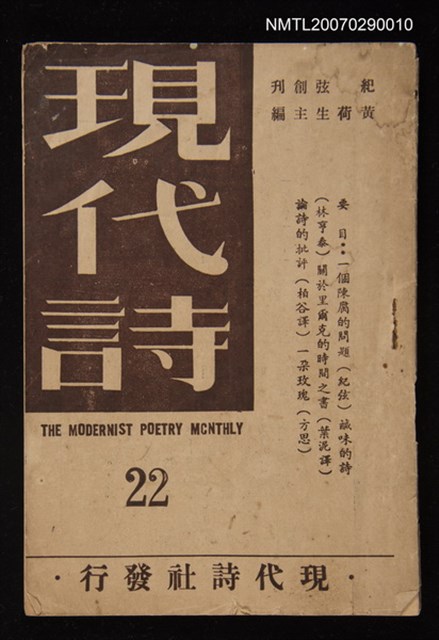 NMTL20070290010
紀弦創刊
黃荷生主編
現代詩
要目：一個陳腐的問題（紀弦）鹹味的詩
（林亨泰）關於里爾克的時間之書（葉泥譯）
論詩的批評（柏谷譯）一朵玫瑰（方思）
THE MODERNIST POETRY MCNTHLY
22
·行發社詩代現·